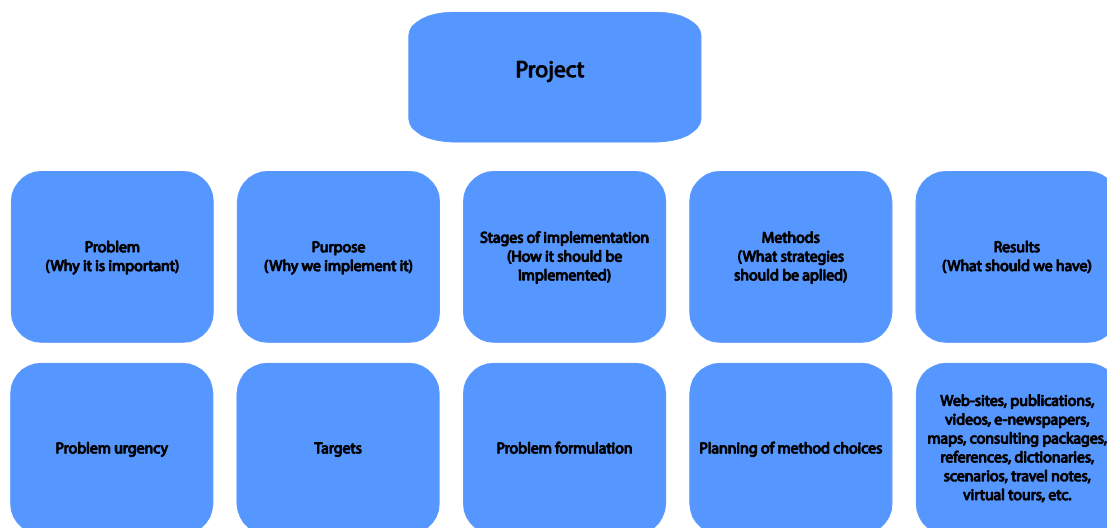 Project
Problem
(Why it is important)
Purpose
(Why we implement it)
Stages of implementation
(How it should be
Implemented)
Methods
(What strategies
should be aplied)
Results
(What should we have)
Problem urgency
Targets
Problem formulation
Planning of method choices
Web-sites, publications,
videos, e-newspapers,
maps, consulting packages,
references, dictionaries,
scenarios, travel notes,
virtual tours, etc.